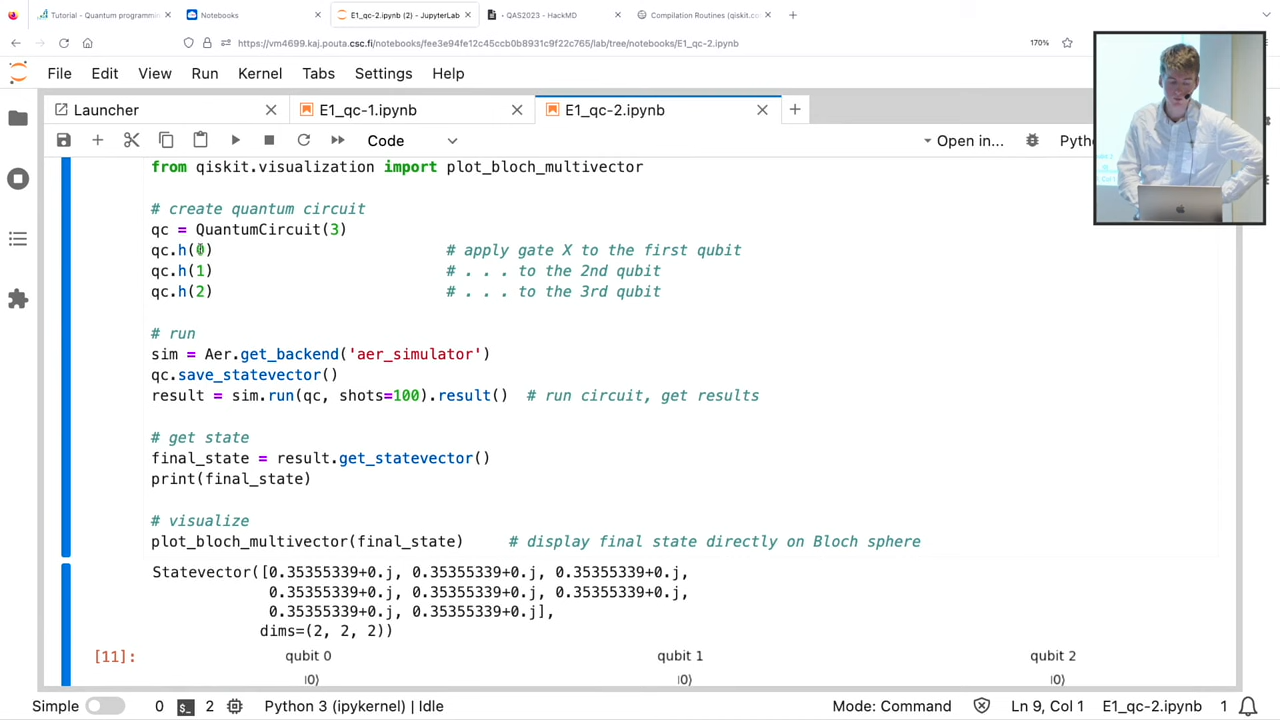 Tutorial - Quantum programmin
Notebooks
E1_qc-2.ipynb (2) - JupyterLab
- QAS2023 - HackMD
Compilation Routines (qiskit.c
https://vm4699.kaj.pouta.csc.fi/notebooks/fee3e94fe12c45ccb0b8931c9f22c765/lab/tree/notebooks/E1_qc-2.ipynb
170%
File Edit View Run Kernel Tabs Settings Help
Launcher
E1_qc-1.ipynb
E1_qc-2.ipynb
Code
Open in...
Pyth
from qiskit.visualization import plot_bloch_multivector
# create quantum circuit
qc = QuantumCircuit(3)
qc.h(0) # apply gate X to the first qubit
qc.h(1) # . . . to the 2nd qubit
qc.h(2) # . . . to the 3rd qubit
# run
sim = Aer.get_backend('aer_simulator')
qc.save_statevector()
result = sim.run(qc, shots=100).result() # run circuit, get results
# get state
final_state = result.get_statevector()
print(final_state)
# visualize
plot_bloch_multivector(final_state) # display final state directly on Bloch sphere
Statevector([0.35355339+0.j, 0.35355339+0.j, 0.35355339+0.j,
0.35355339+0.j, 0.35355339+0.j, 0.35355339+0.j,
0.35355339+0.j, 0.35355339+0.j],
dims=(2, 2, 2))
[11]:
qubit 0 qubit 1 qubit 2
|0⟩ |0⟩ |0⟩
Simple 0 2 Python 3 (ipykernel) | Idle Mode: Command Ln 9, Col 1 E1_qc-2.ipynb 1